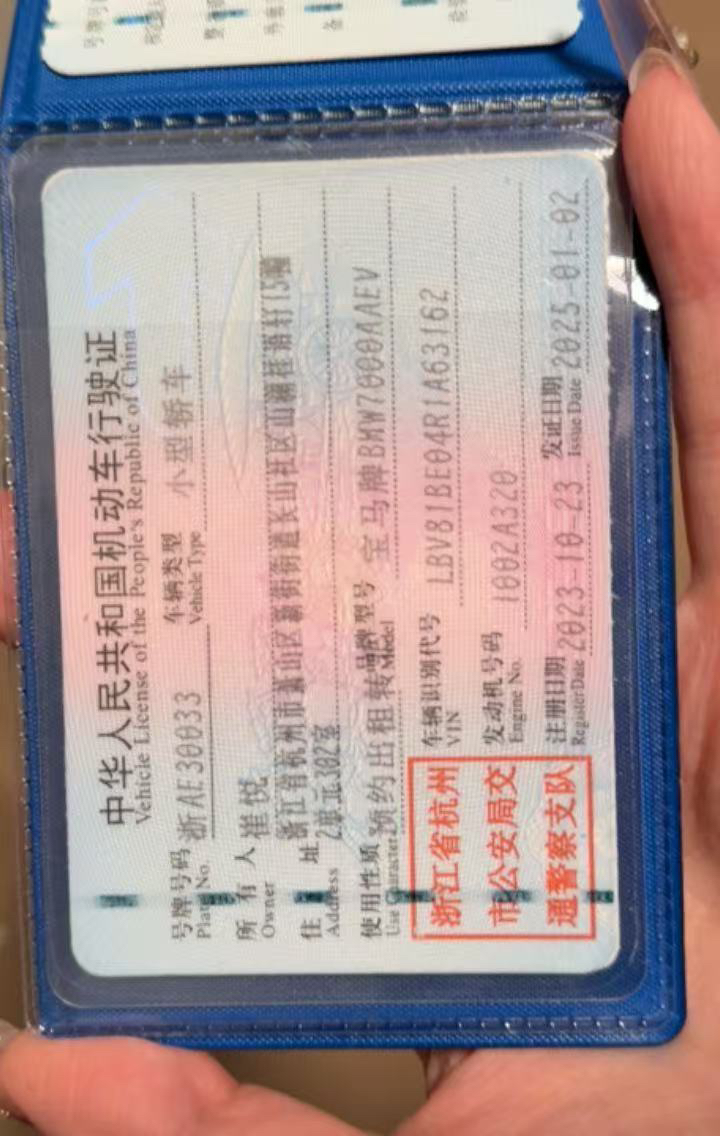 中华人民共和国机动车行驶证
Vehicle License of the People's Republic of China
号牌号码 浙AE30033 车辆类型 小型轿车
Plate No. Vehicle Type
所有人 崔悦
Owner
住址 浙江省杭州市萧山区新街街道长山社区山澜桂语轩15幢
Address 2单元302室
使用性质 预约出租转 品牌型号 宝马牌BMW7000AAEV
Use Character Model
浙江省杭州
市公安局交
通警察支队
车辆识别代号 LBV81BE04R1A63162
VIN
发动机号码 1002A320
Engine No.
注册日期 2023-10-23 发证日期 2025-01-02
Register Date Issue Date